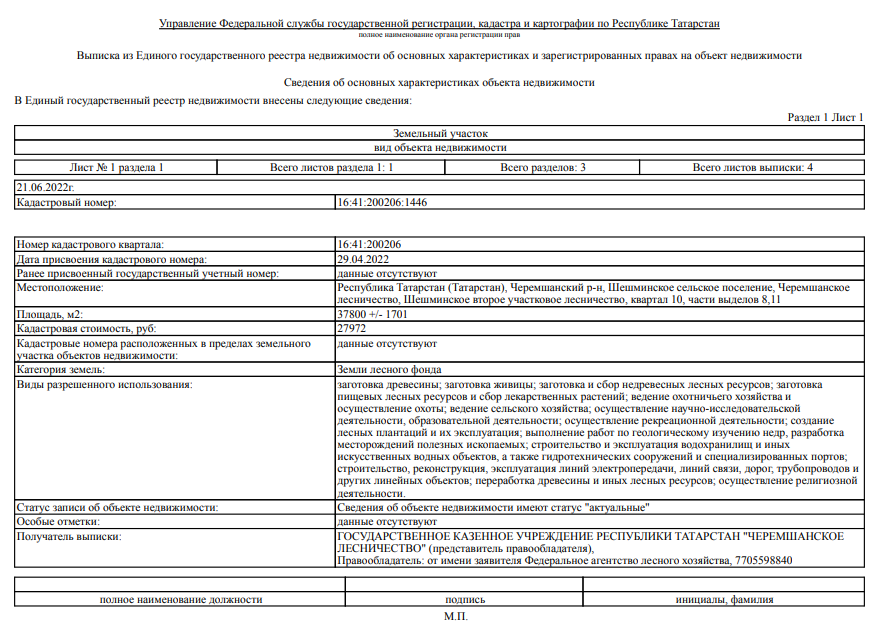 Управление Федеральной службы государственной регистрации, кадастра и картографии по Республике Татарстан
полное наименование органа регистрации прав
Выписка из Единого государственного реестра недвижимости об основных характеристиках и зарегистрированных правах на объект недвижимости
Сведения об основных характеристиках объекта недвижимости
В Единый государственный реестр недвижимости внесены следующие сведения:
Раздел 1 Лист 1
Земельный участок
вид объекта недвижимости
Лист № 1 раздела 1 Всего листов раздела 1: 1 Всего разделов: 3 Всего листов выписки: 4
21.06.2022г.
Кадастровый номер: 16:41:200206:1446
Номер кадастрового квартала: 16:41:200206
Дата присвоения кадастрового номера: 29.04.2022
Ранее присвоенный государственный учетный номер: данные отсутствуют
Местоположение: Республика Татарстан (Татарстан), Черемшанский р-н, Шешминское сельское поселение, Черемшанское
лесничество, Шешминское второе участковое лесничество, квартал 10, части выделов 8,11
Площадь, м2: 37800 +/- 1701
Кадастровая стоимость, руб: 27972
Кадастровые номера расположенных в пределах земельного данные отсутствуют
участка объектов недвижимости:
Категория земель: Земли лесного фонда
Виды разрешенного использования: заготовка древесины; заготовка живицы; заготовка и сбор недревесных лесных ресурсов; заготовка
пищевых лесных ресурсов и сбор лекарственных растений; ведение охотничьего хозяйства и
осуществление охоты; ведение сельского хозяйства; осуществление научно-исследовательской
деятельности, образовательной деятельности; осуществление рекреационной деятельности; создание
лесных плантаций и их эксплуатация; выполнение работ по геологическому изучению недр, разработка
месторождений полезных ископаемых; строительство и эксплуатация водохранилищ и иных
искусственных водных объектов, а также гидротехнических сооружений и специализированных портов;
строительство, реконструкция, эксплуатация линий электропередачи, линий связи, дорог, трубопроводов и
других линейных объектов; переработка древесины и иных лесных ресурсов; осуществление религиозной
деятельности.
Статус записи об объекте недвижимости: Сведения об объекте недвижимости имеют статус "актуальные"
Особые отметки: данные отсутствуют
Получатель выписки: ГОСУДАРСТВЕННОЕ КАЗЕННОЕ УЧРЕЖДЕНИЕ РЕСПУБЛИКИ ТАТАРСТАН "ЧЕРЕМШАНСКОЕ
ЛЕСНИЧЕСТВО" (представитель правообладателя),
Правообладатель: от имени заявителя Федеральное агентство лесного хозяйства, 7705598840
полное наименование должности подпись инициалы, фамилия
М.П.